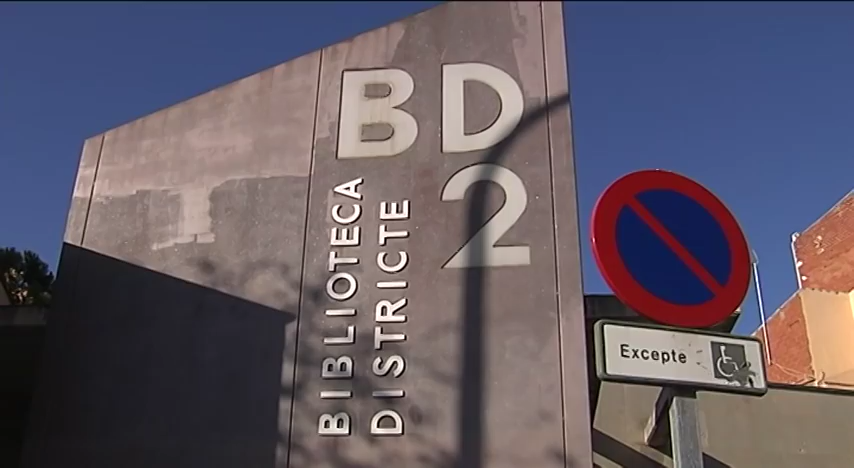 BD
2
BIBLIOTECA
DISTRICTE
Excepte